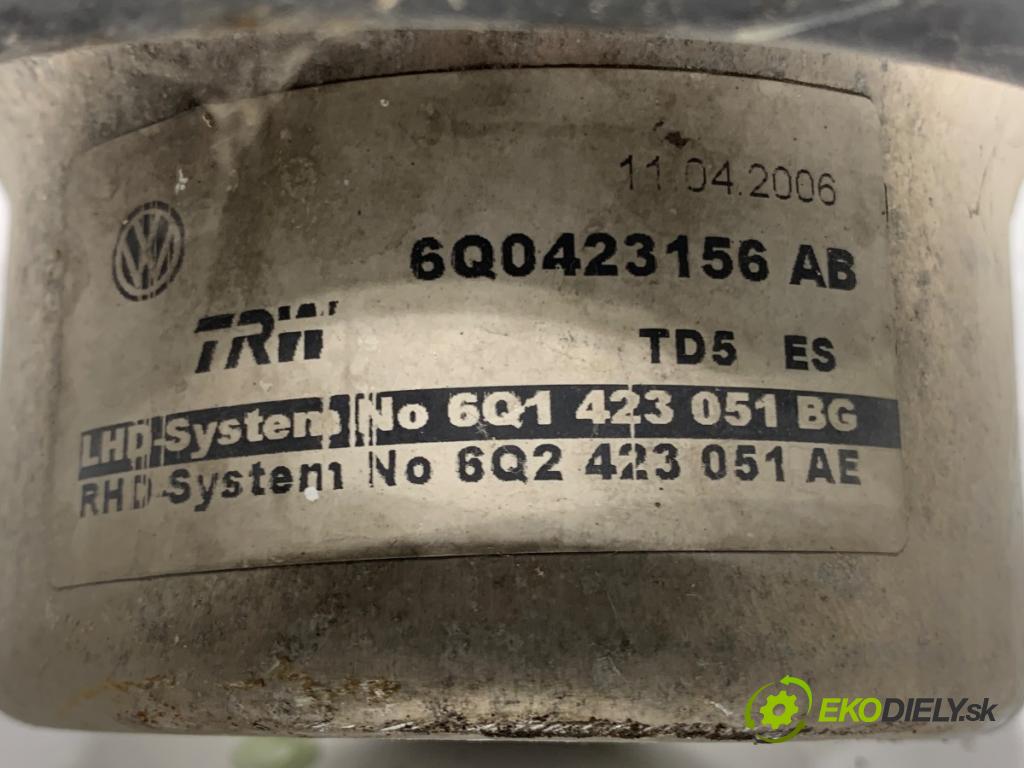 11.04.2006
6Q0423156 AB
TRW TD5 ES
LHD-System No 6Q1 423 051 BG
RHD-System No 6Q2 423 051 AE
EKODIELY.sk